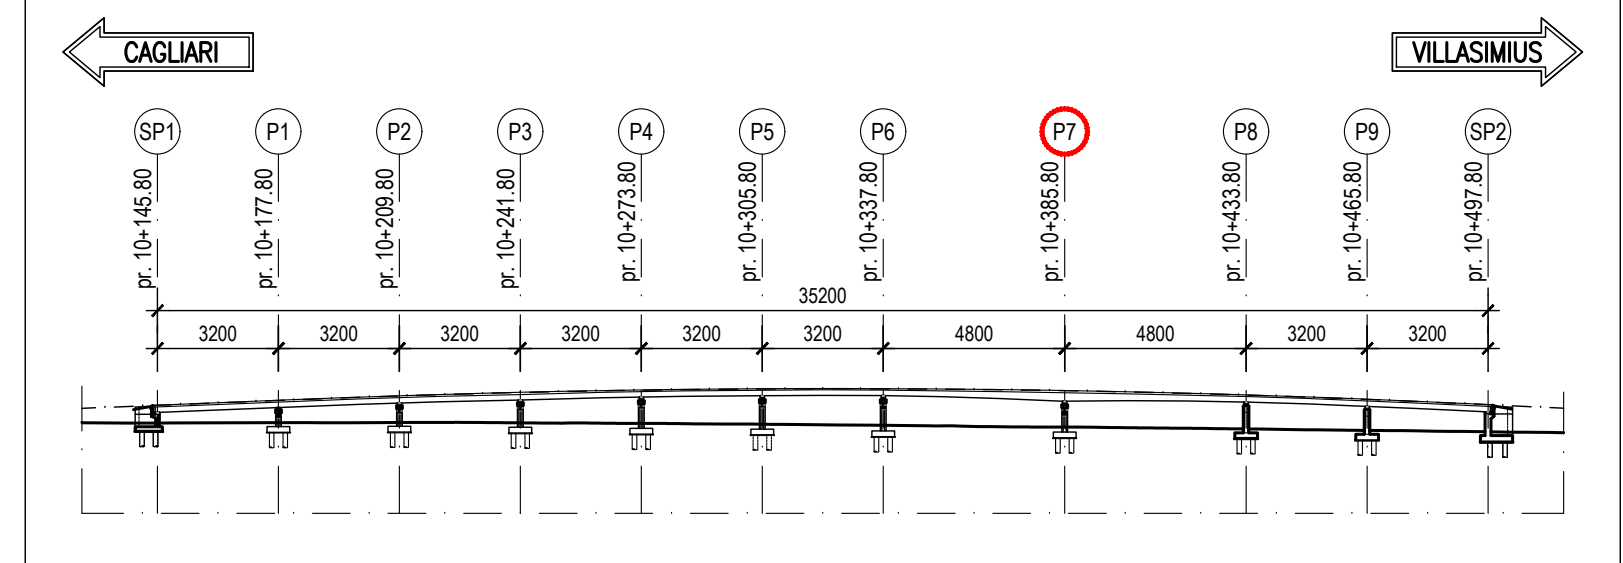 CAGLIARI
VILLASIMIUS
SP1
P1
P2
P3
P4
P5
P6
P7
P8
P9
SP2
pr. 10+145.80
pr. 10+177.80
pr. 10+209.80
pr. 10+241.80
pr. 10+273.80
pr. 10+305.80
pr. 10+337.80
pr. 10+385.80
pr. 10+433.80
pr. 10+465.80
pr. 10+497.80
35200
3200
3200
3200
3200
3200
3200
4800
4800
3200
3200